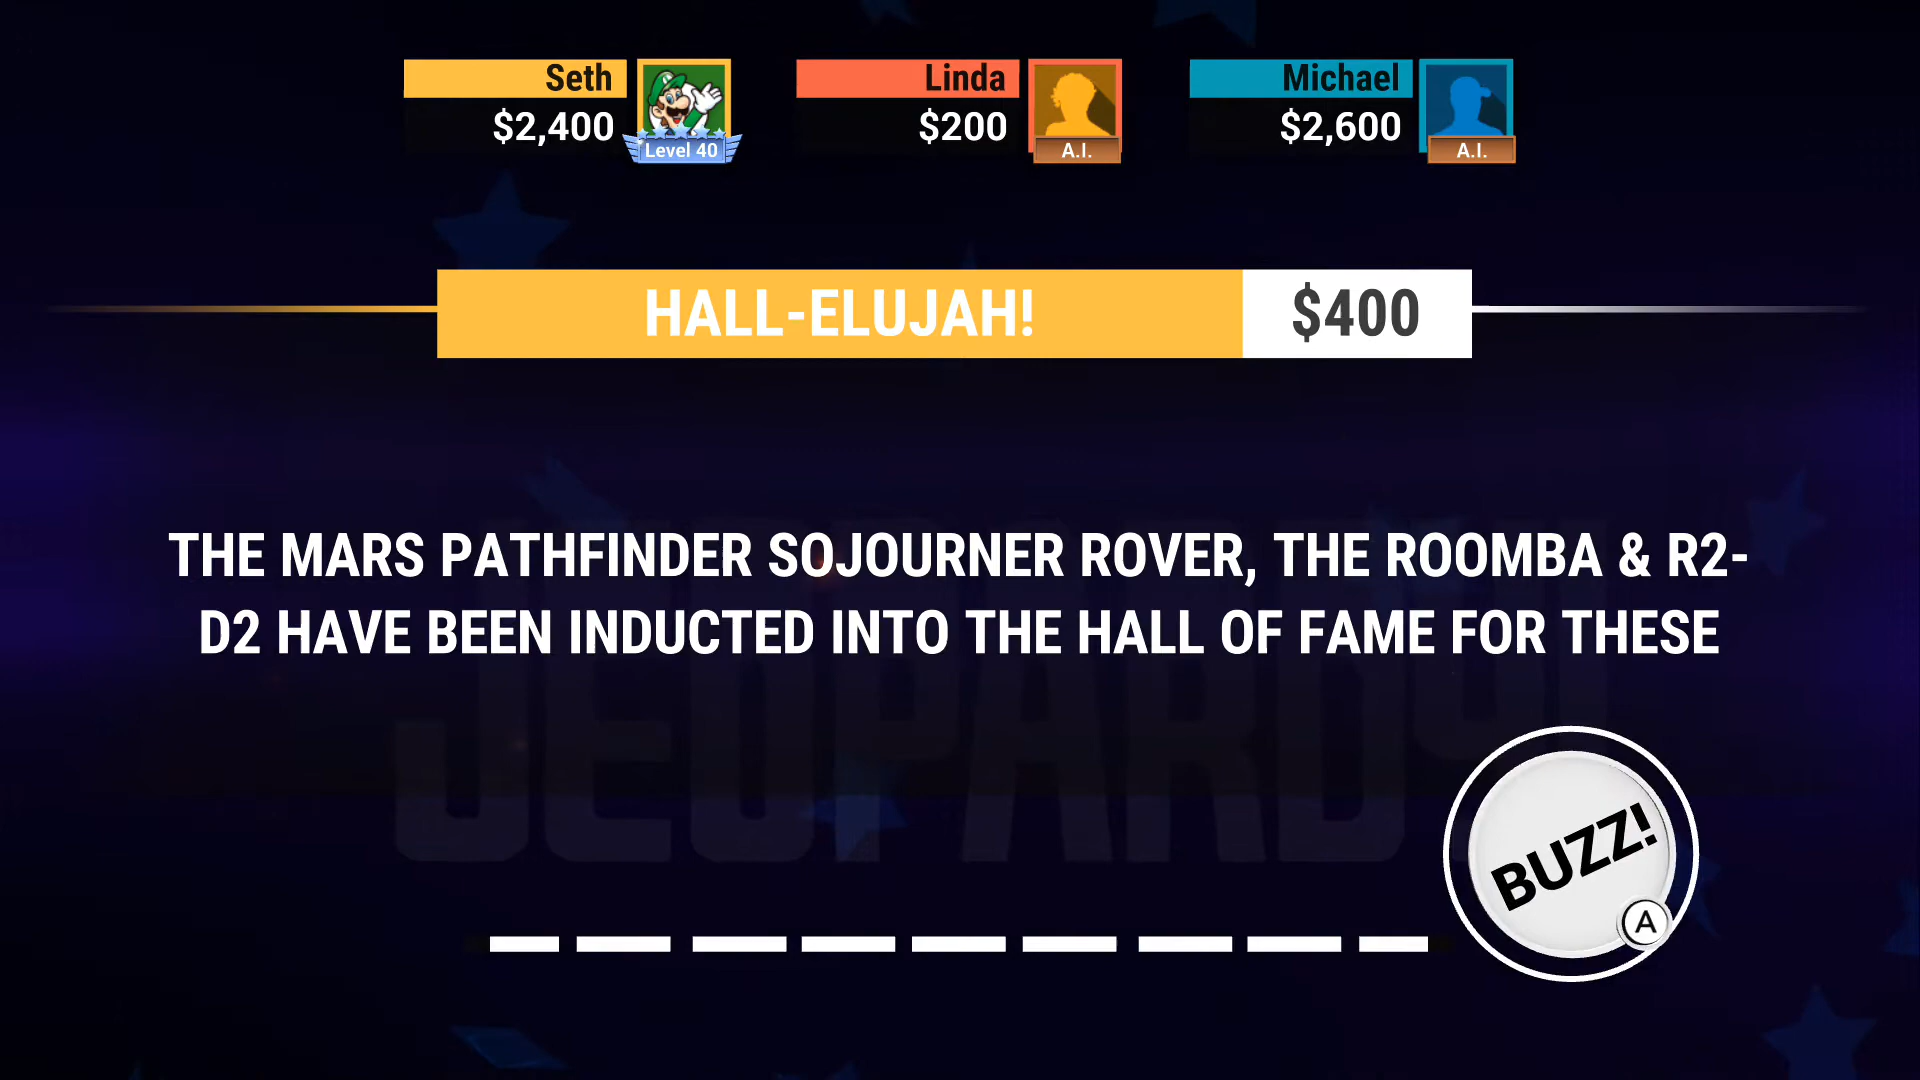 Seth
$2,400
Level 40
Linda
$200
A.I.
Michael
$2,600
A.I.
HALL-ELUJAH!
$400
THE MARS PATHFINDER SOJOURNER ROVER, THE ROOMBA & R2-
D2 HAVE BEEN INDUCTED INTO THE HALL OF FAME FOR THESE
JEOPARDY!
BUZZ!
A